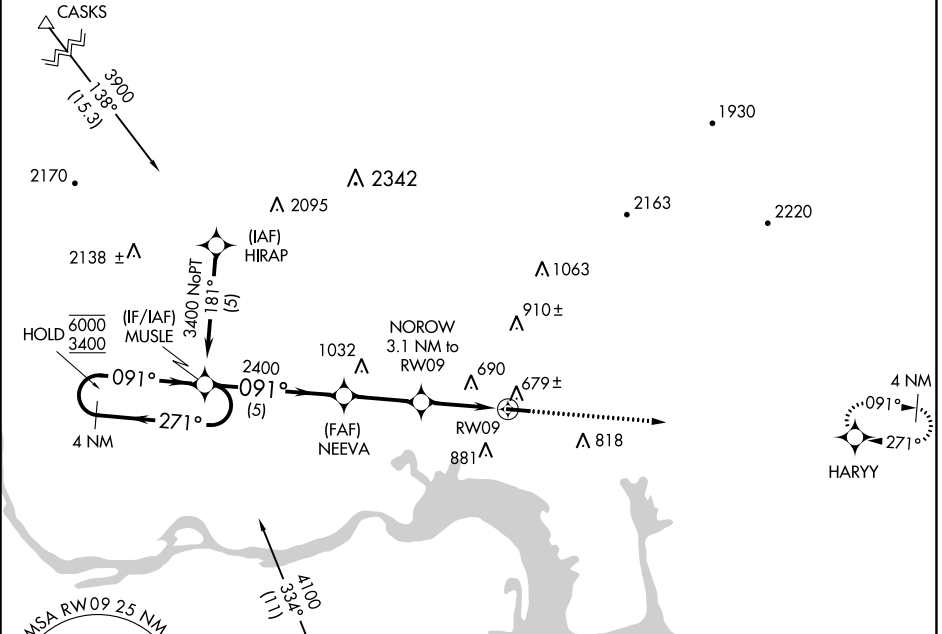 CASKS
3900
138°
(15.3)
1930
2170
2342
2095
2163
2220
2138 ±
(IAF)
HIRAP
3400 NoPT
181°
(5)
1063
910±
HOLD
6000
3400
(IF/IAF)
MUSLE
NOROW
3.1 NM to
RW09
1032
690
2400
091°
091°
(5)
679±
4 NM
091°
271°
4 NM
(FAF)
NEEVA
RW09
881
818
271°
HARYY
4100
334°
(11)
MSA RW09 25 NM